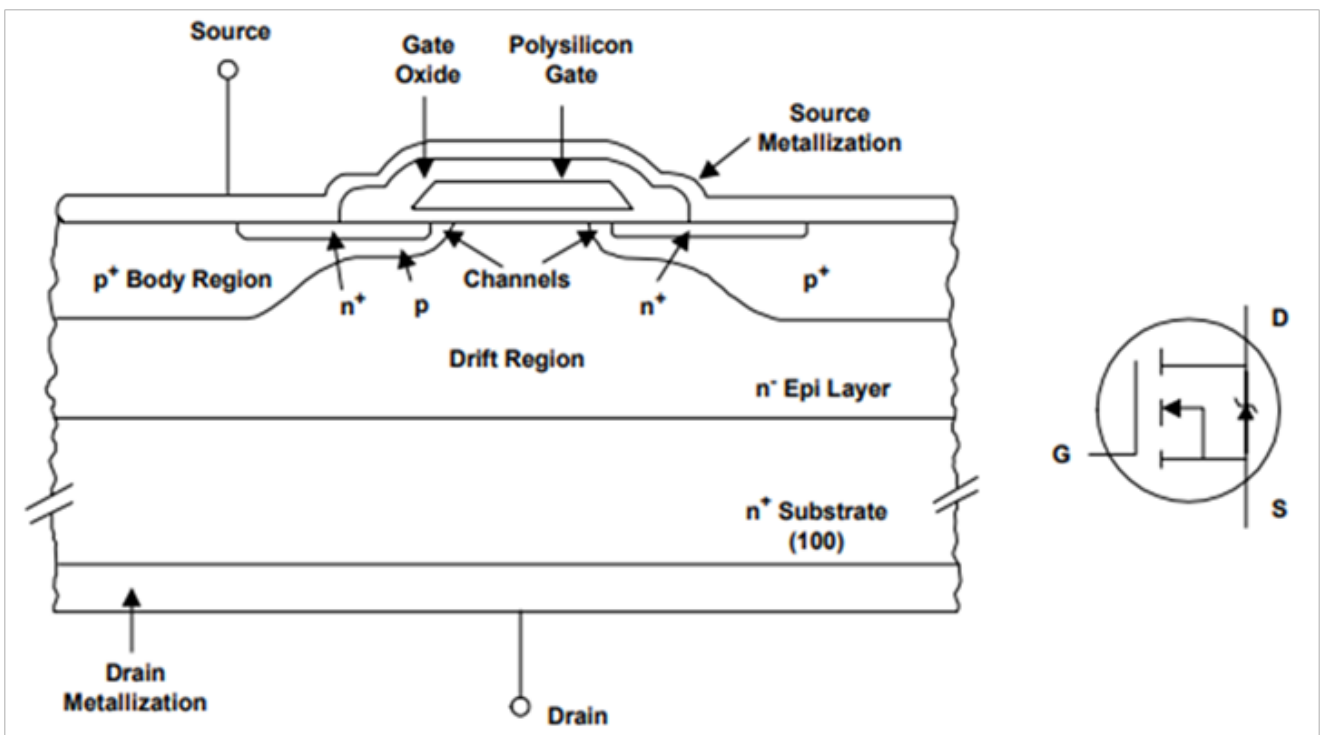 Source
Gate
Oxide
Polysilicon
Gate
Source
Metallization
p⁺ Body Region
n⁺
p
Channels
n⁺
p⁺
Drift Region
n⁻ Epi Layer
n⁺ Substrate
(100)
Drain
Metallization
Drain
D
G
S